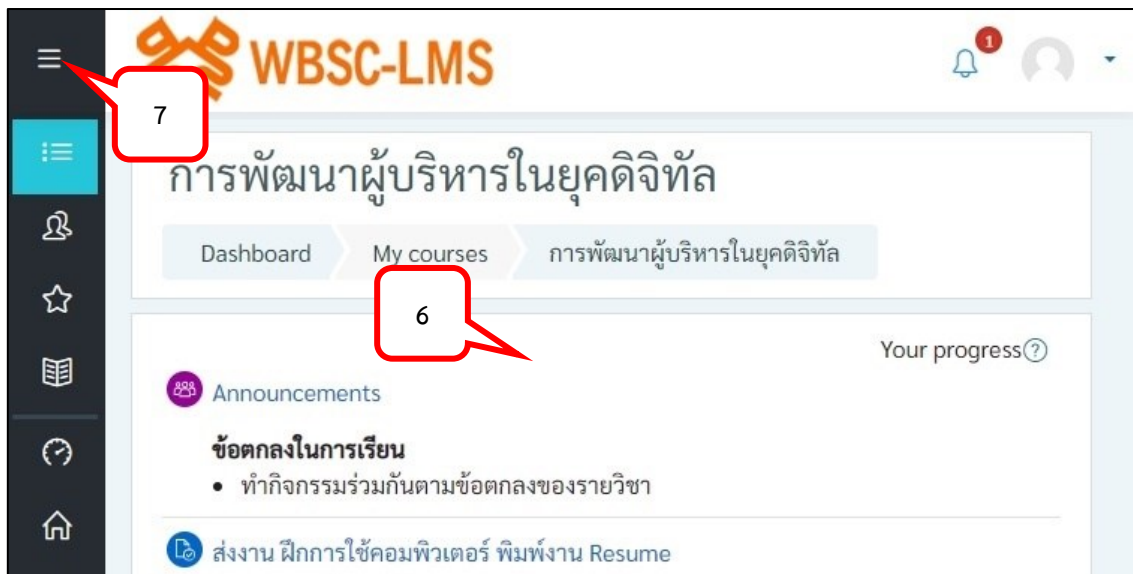 WBSC-LMS
1
7
การพัฒนาผู้บริหารในยุคดิจิทัล
Dashboard
My courses
การพัฒนาผู้บริหารในยุคดิจิทัล
6
Your progress
Announcements
ข้อตกลงในการเรียน
• ทำกิจกรรมร่วมกันตามข้อตกลงของรายวิชา
ส่งงาน ฝึกการใช้คอมพิวเตอร์ พิมพ์งาน Resume